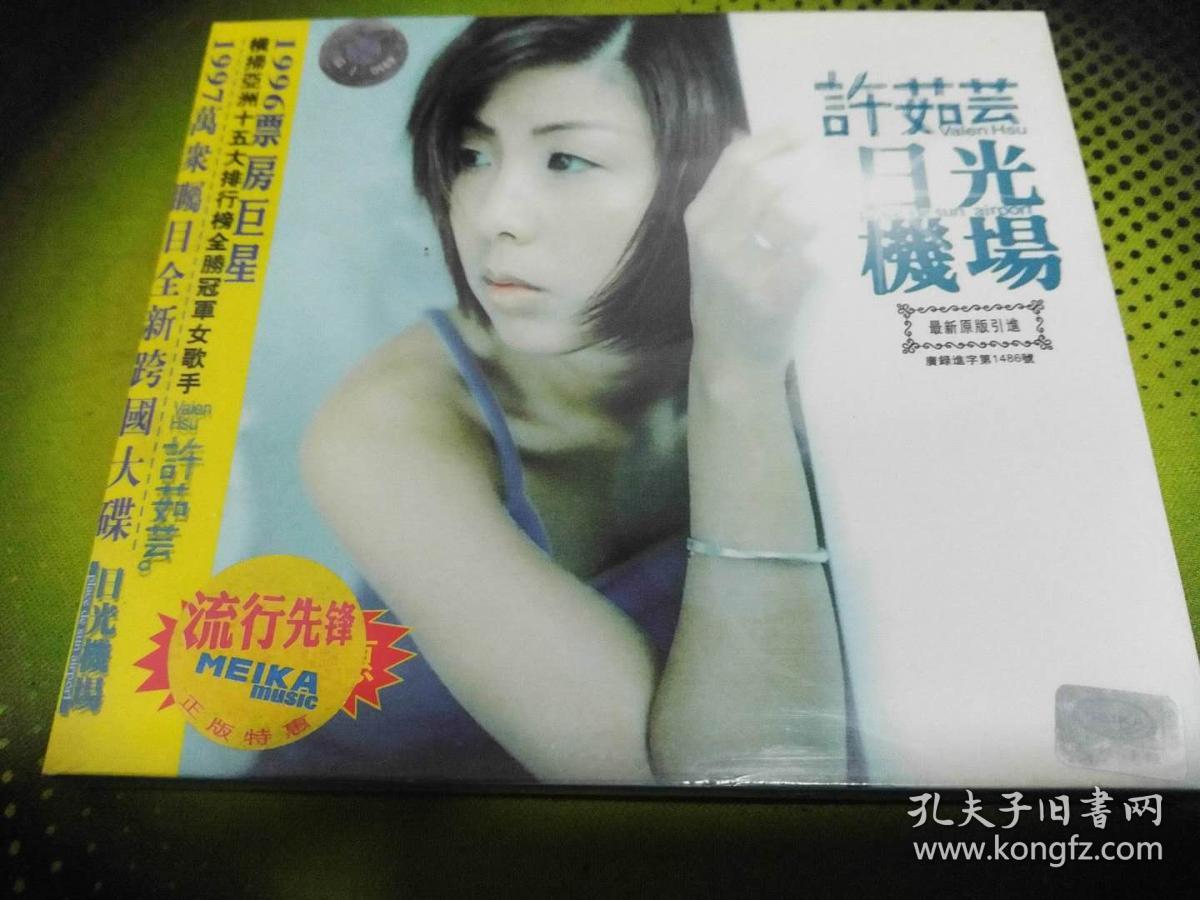 1996票房巨星
橫掃亞洲十五大排行榜全勝冠軍女歌手
1997萬衆矚目全新跨國大碟
Valen
Hsu
許茹芸。
日光機場
許茹芸
Valen Hsu
日光
sun airport
機場
最新原版引進
廣錄進字第1486號
流行先锋
MEIKA
music
正版特惠
MEIKA
孔夫子旧书网
www.kongfz.com